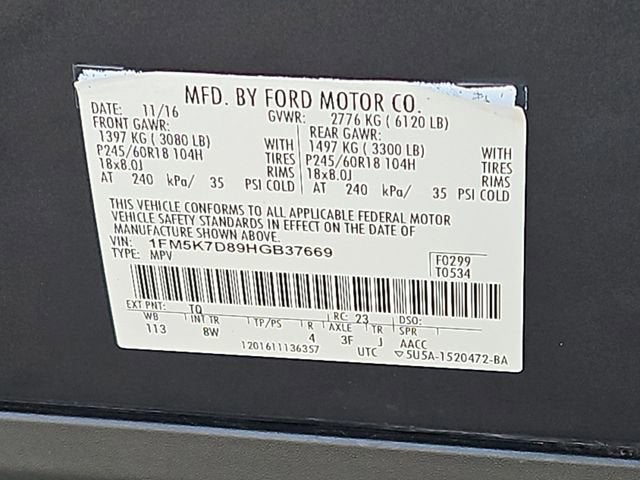 MFD. BY FORD MOTOR CO.
DATE: 11/16 GVWR: 2776 KG ( 6120 LB)
FRONT GAWR: REAR GAWR:
1397 KG ( 3080 LB) WITH 1497 KG ( 3300 LB) WITH
P245/60R18 104H TIRES P245/60R18 104H TIRES
18x8.0J RIMS 18x8.0J RIMS
AT 240 kPa/ 35 PSI COLD AT 240 kPa/ 35 PSI COLD
THIS VEHICLE CONFORMS TO ALL APPLICABLE FEDERAL MOTOR
VEHICLE SAFETY STANDARDS IN EFFECT ON THE DATE OF
MANUFACTURE SHOWN ABOVE.
VIN: 1FM5K7D89HGB37669 F0299
TYPE: MPV T0534
EXT PNT: TQ RC: 23 DSO:
WB INT TR TP/PS R AXLE TR SPR
113 BW 4 3F J AACC
1201611136357 UTC ▽5U5A-1520472-BA